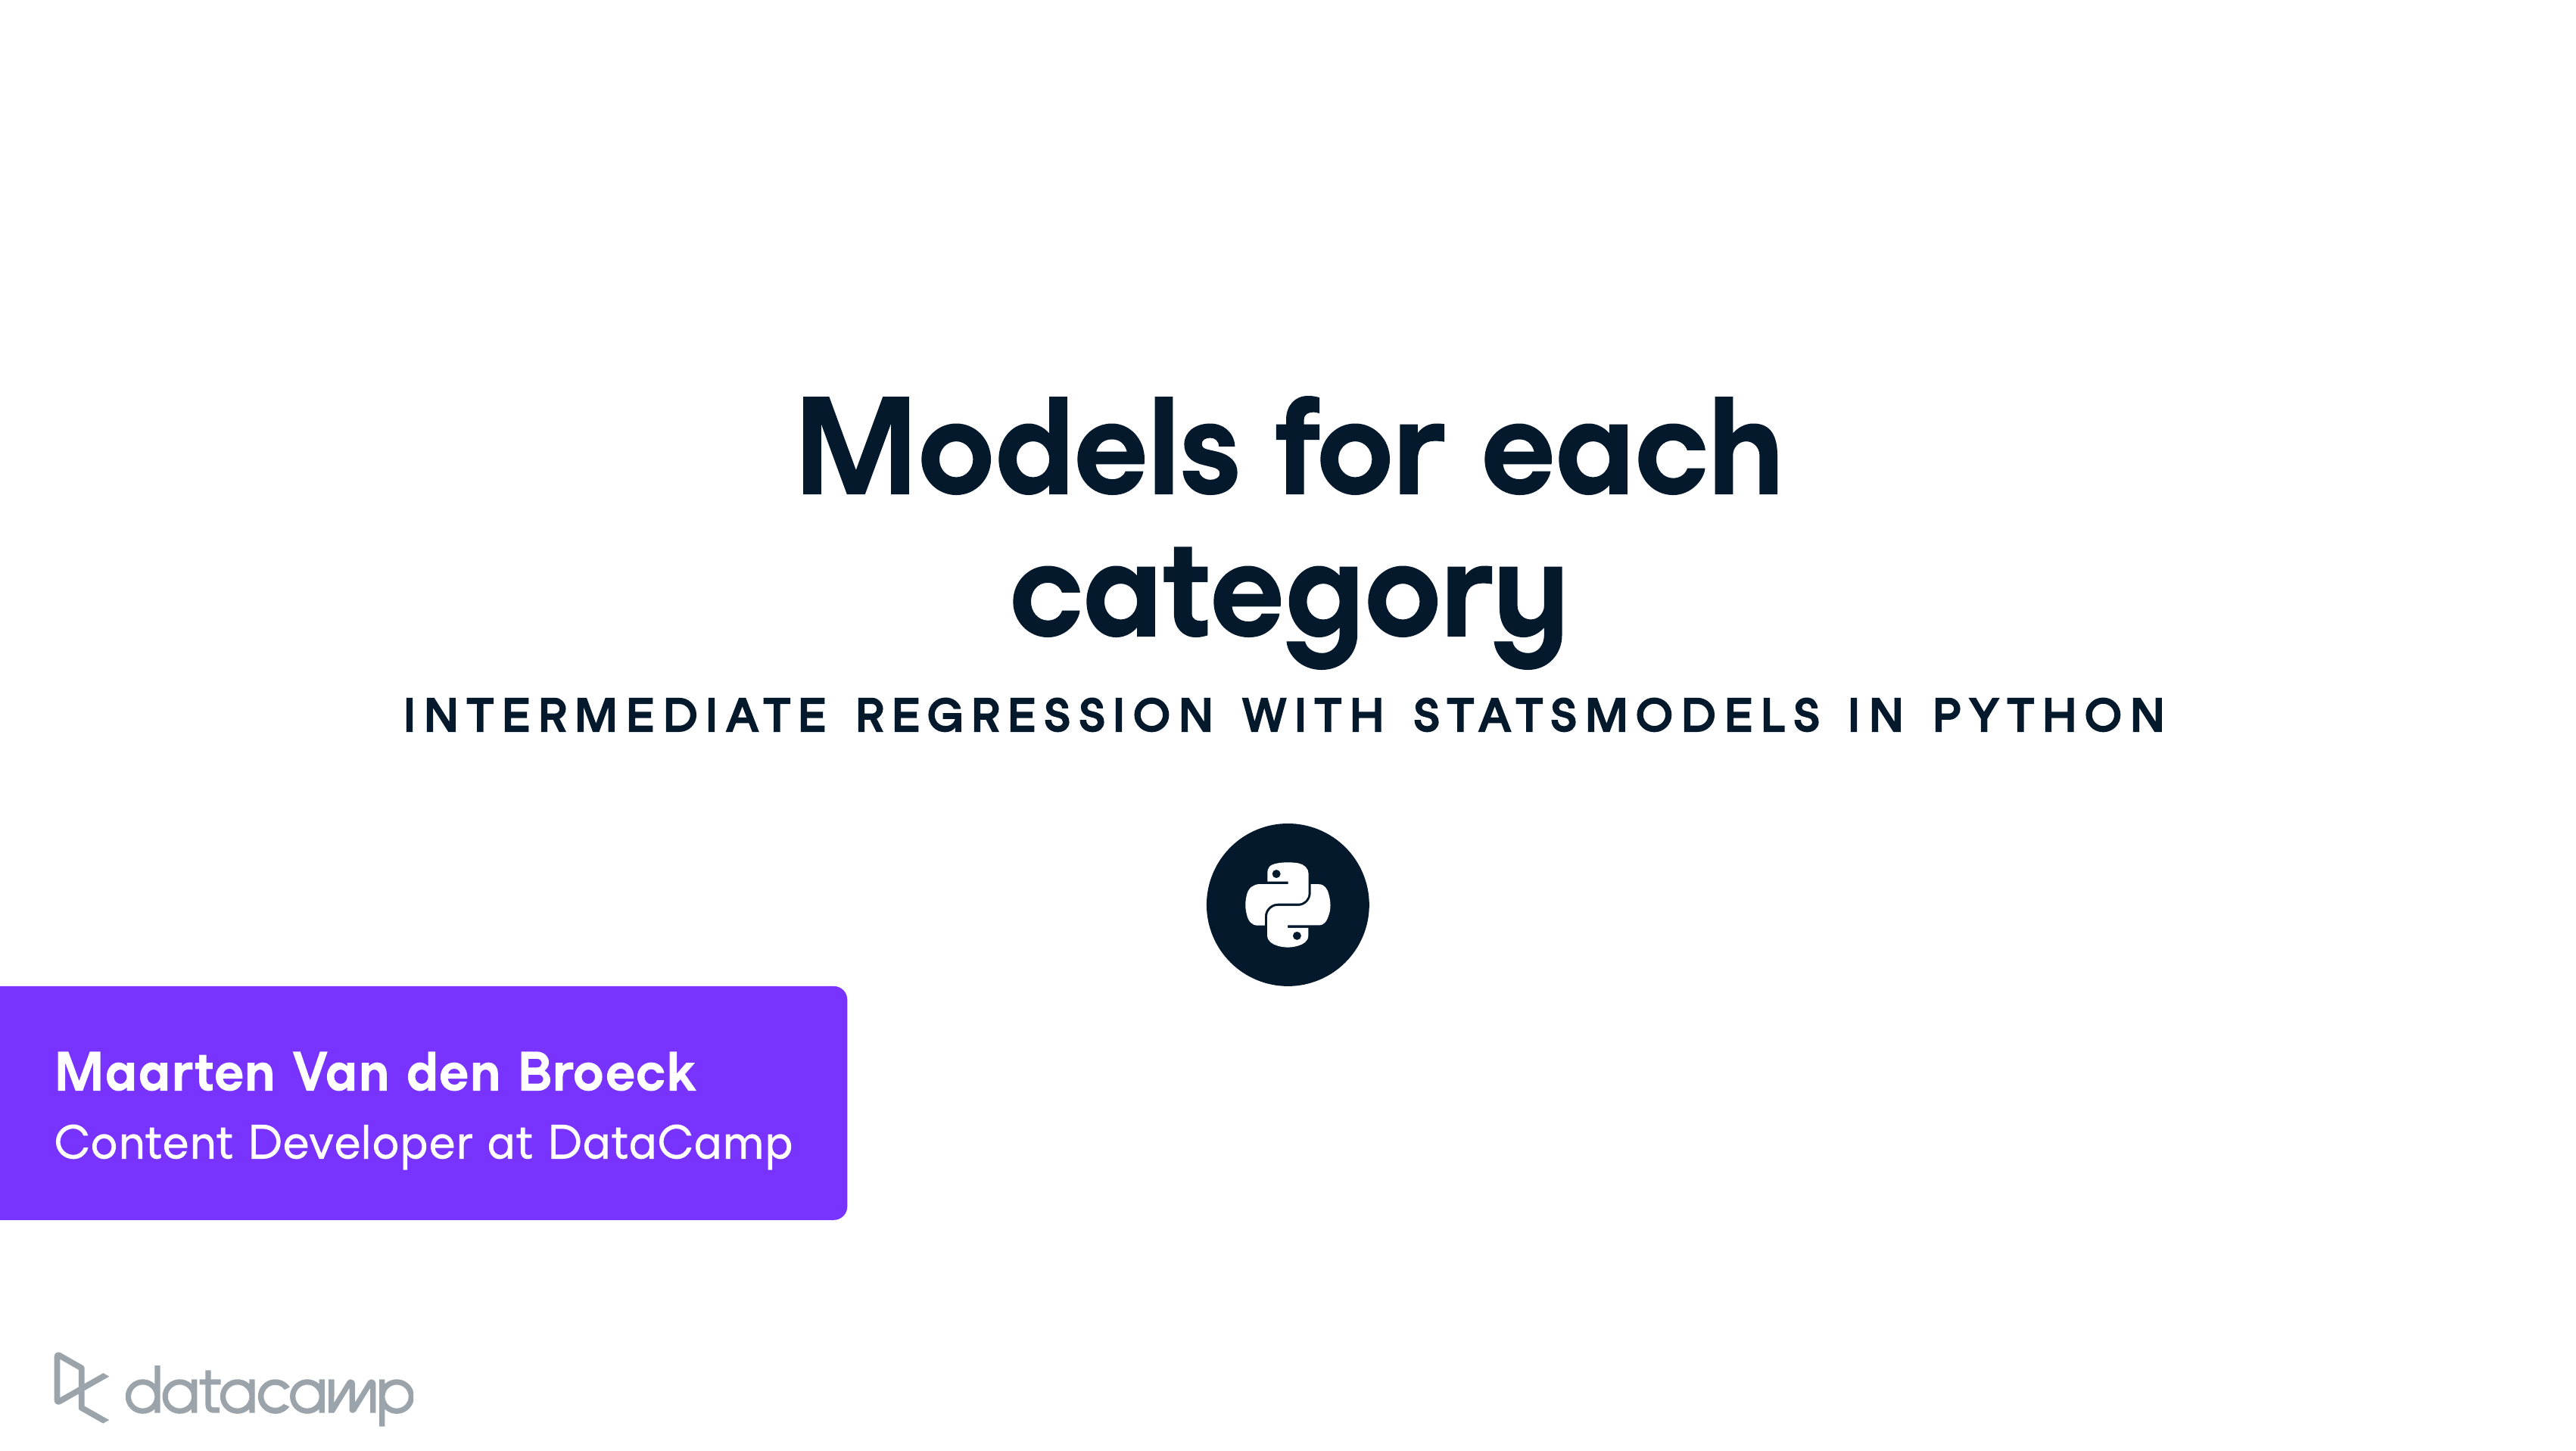 Models for each
category
INTERMEDIATE REGRESSION WITH STATSMODELS IN PYTHON
Maarten Van den Broeck
Content Developer at DataCamp
datacamp